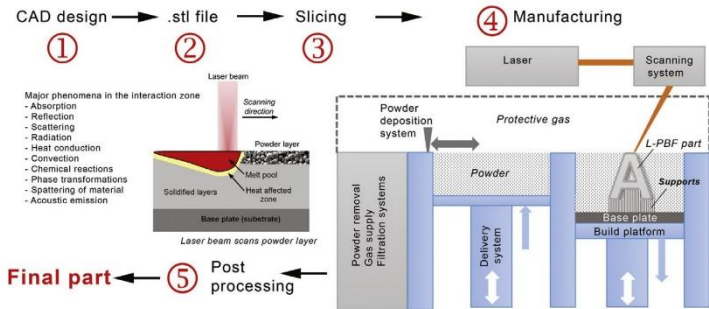 CAD design
.stl file
Slicing
④ Manufacturing
①
②
③
Major phenomena in the interaction zone
- Absorption
- Reflection
- Scattering
- Radiation
- Heat conduction
- Convection
- Chemical reactions
- Phase transformations
- Spattering of material
- Acoustic emission
Laser beam
Scanning
direction
Powder layer
Melt pool
Solidified layers
Heat affected
zone
Base plate (substrate)
Laser beam scans powder layer
Laser
Scanning
system
Powder
deposition
system
Protective gas
L-PBF part
Powder
Supports
Base plate
Build platform
Powder removal
Gas supply
Filtration systems
Delivery
system
Final part
⑤
Post
processing